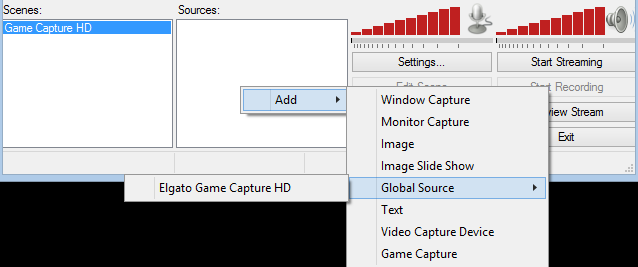 Scenes:
Sources:
Game Capture HD
Settings...
Start Streaming
Edit Scene
Start Recording
Add
Window Capture
Monitor Capture
view Stream
Image
Exit
Image Slide Show
Elgato Game Capture HD
Global Source
Text
Video Capture Device
Game Capture